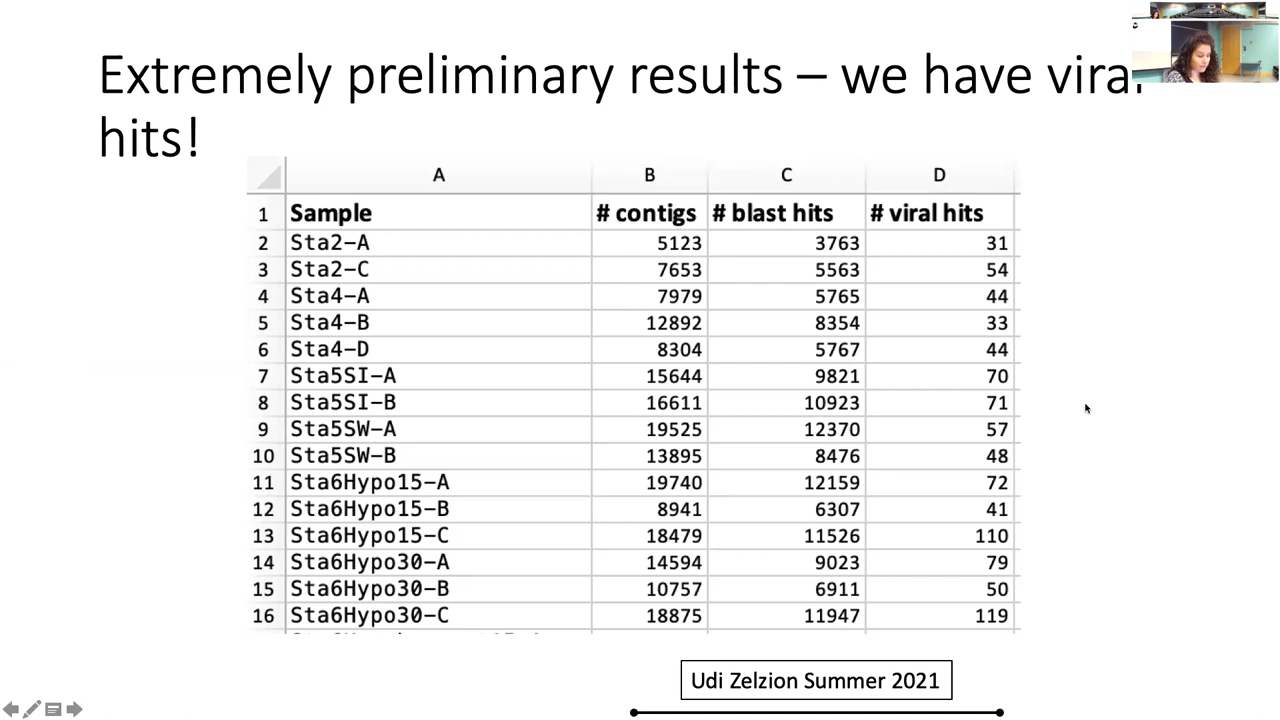 Extremely preliminary results – we have viral
hits!
A B C D
1 Sample # contigs # blast hits # viral hits
2 Sta2-A 5123 3763 31
3 Sta2-C 7653 5563 54
4 Sta4-A 7979 5765 44
5 Sta4-B 12892 8354 33
6 Sta4-D 8304 5767 44
7 Sta5SI-A 15644 9821 70
8 Sta5SI-B 16611 10923 71
9 Sta5SW-A 19525 12370 57
10 Sta5SW-B 13895 8476 48
11 Sta6Hypo15-A 19740 12159 72
12 Sta6Hypo15-B 8941 6307 41
13 Sta6Hypo15-C 18479 11526 110
14 Sta6Hypo30-A 14594 9023 79
15 Sta6Hypo30-B 10757 6911 50
16 Sta6Hypo30-C 18875 11947 119
Udi Zelzion Summer 2021